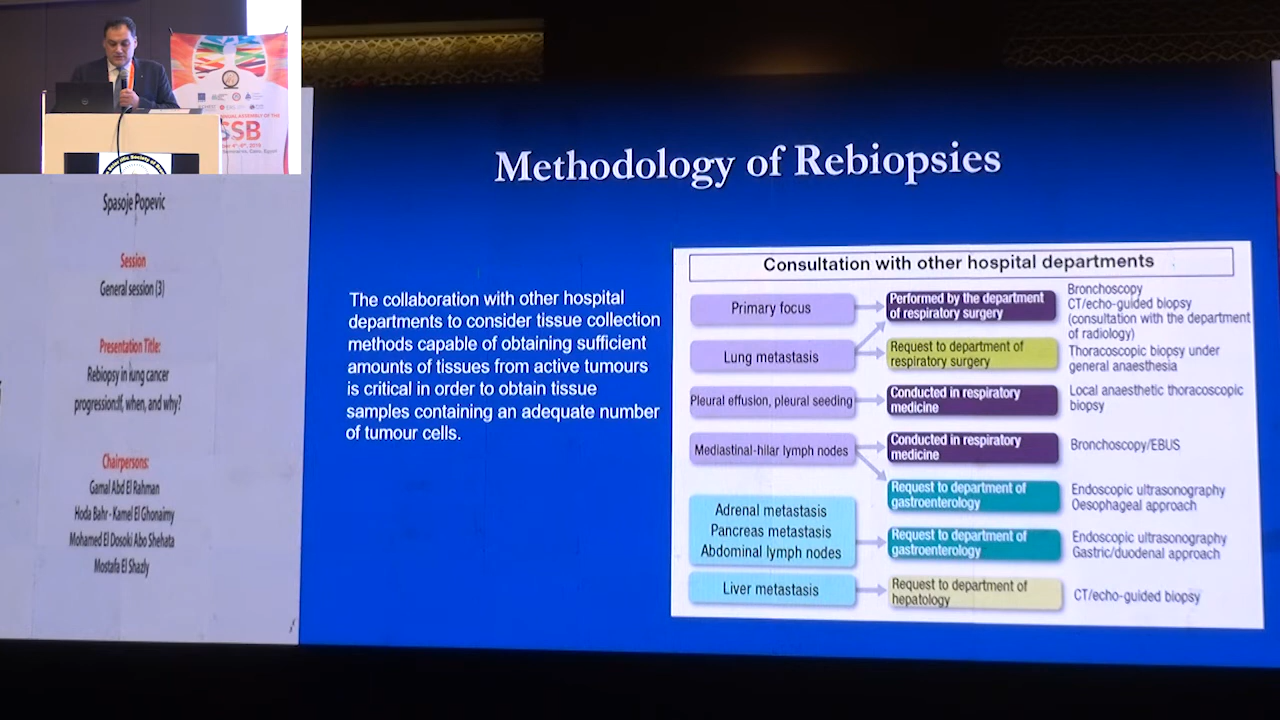 NNUAL ASSEMBLY OF THE
SSB
Spasoje Popevic
Session
General session (3)
Presentation Title:
Rebiopsy in lung cancer
progression:If, when, and why?
Chairpersons:
Gamal Abd El Rahman
Hoda Bahr - Kamel El Ghonaimy
Mohamed El Dosoki Abo Shehata
Mostafa El Shazly
Methodology of Rebiopsies
The collaboration with other hospital
departments to consider tissue collection
methods capable of obtaining sufficient
amounts of tissues from active tumours
is critical in order to obtain tissue
samples containing an adequate number
of tumour cells.
Consultation with other hospital departments
Primary focus
Performed by the department
of respiratory surgery
Bronchoscopy
CT/echo-guided biopsy
(consultation with the department
of radiology)
Lung metastasis
Request to department of
respiratory surgery
Thoracoscopic biopsy under
general anaesthesia
Pleural effusion, pleural seeding
Conducted in respiratory
medicine
Local anaesthetic thoracoscopic
biopsy
Mediastinal-hilar lymph nodes
Conducted in respiratory
medicine
Bronchoscopy/EBUS
Request to department of
gastroenterology
Endoscopic ultrasonography
Oesophageal approach
Adrenal metastasis
Pancreas metastasis
Abdominal lymph nodes
Request to department of
gastroenterology
Endoscopic ultrasonography
Gastric/duodenal approach
Liver metastasis
Request to department of
hepatology
CT/echo-guided biopsy